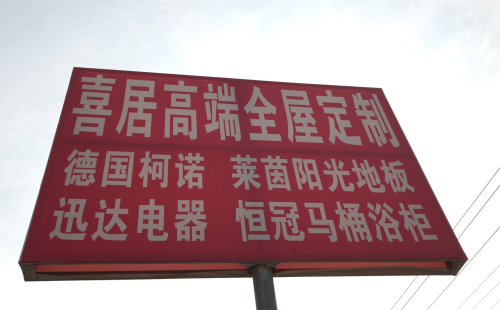 喜居高端全屋定制
德国柯诺 莱茵阳光地板
迅达电器 恒冠马桶浴柜